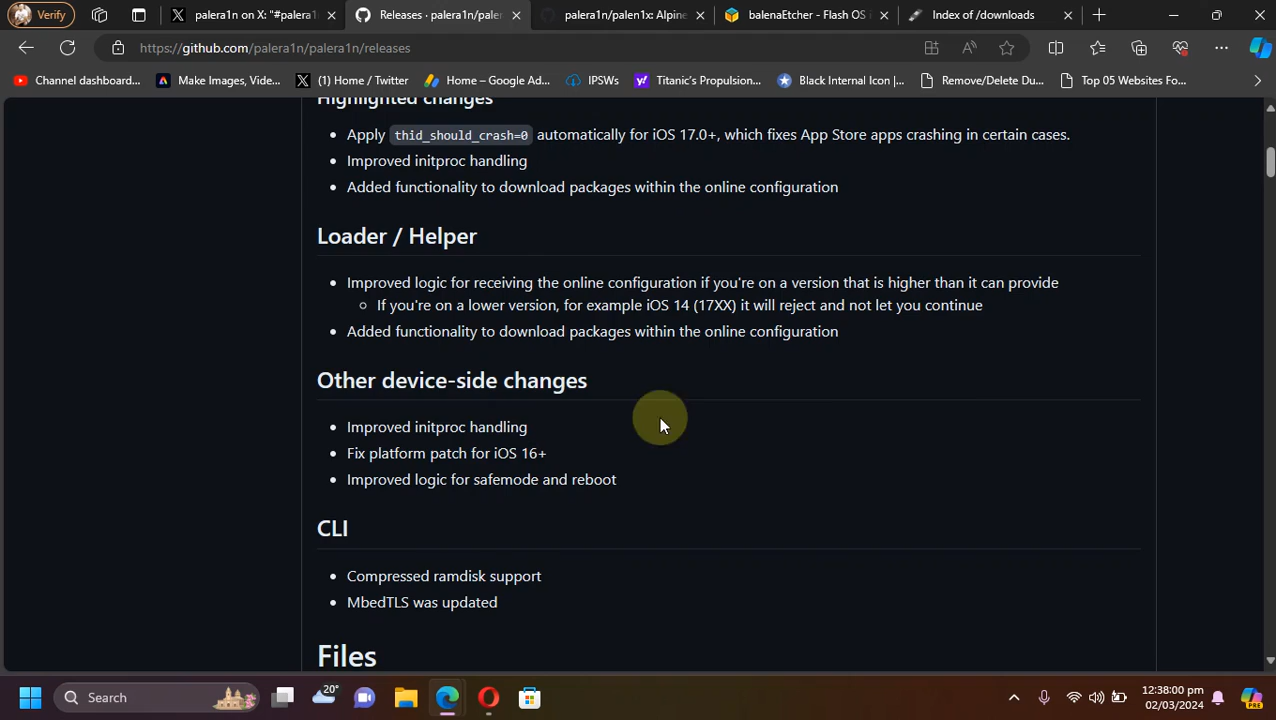 Verify
palera1n on X: "#palera1n
Releases · palera1n/palera
palera1n/palen1x: Alpine
balenaEtcher - Flash OS i
Index of /downloads
https://github.com/palera1n/palera1n/releases
Channel dashboard...
Make Images, Vide...
(1) Home / Twitter
Home – Google Ad...
IPSWs
Titanic's Propulsion...
Black Internal Icon |...
Remove/Delete Du...
Top 05 Websites Fo...
Highlighted changes
Apply thid_should_crash=0 automatically for iOS 17.0+, which fixes App Store apps crashing in certain cases.
Improved initproc handling
Added functionality to download packages within the online configuration
Loader / Helper
Improved logic for receiving the online configuration if you're on a version that is higher than it can provide
If you're on a lower version, for example iOS 14 (17XX) it will reject and not let you continue
Added functionality to download packages within the online configuration
Other device-side changes
Improved initproc handling
Fix platform patch for iOS 16+
Improved logic for safemode and reboot
CLI
Compressed ramdisk support
MbedTLS was updated
Files
Search
20°
12:38:00 pm
02/03/2024
PRE